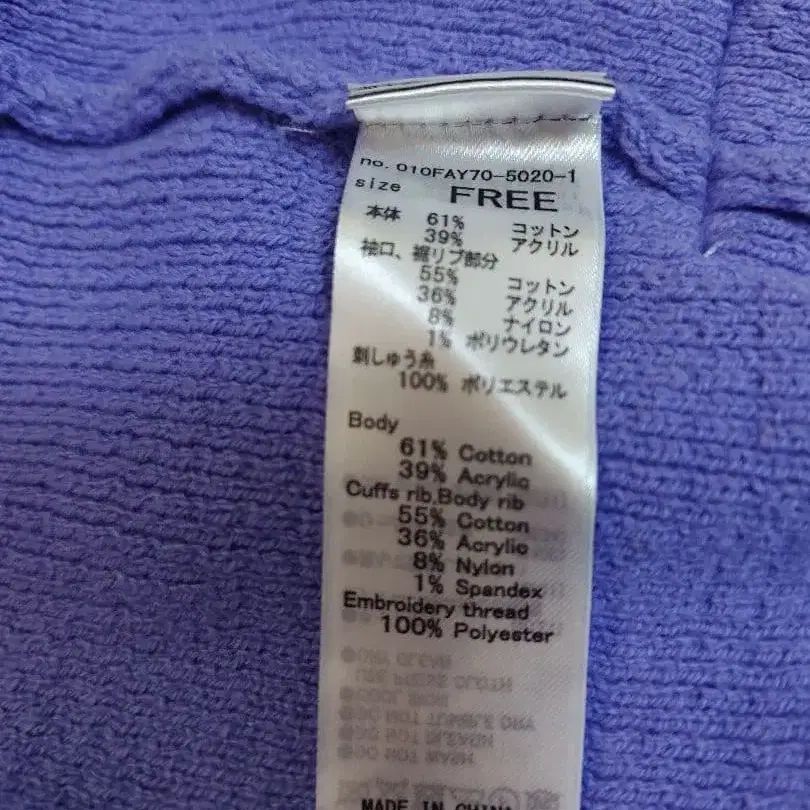 no. 010FAY70-5020-1
size FREE
本体 61% コットン
39% アクリル
袖口、裾リブ部分
55% コットン
36% アクリル
8% ナイロン
1% ポリウレタン
刺しゅう糸
100% ポリエステル
Body
61% Cotton
39% Acrylic
Cuffs rib,Body rib
55% Cotton
36% Acrylic
8% Nylon
1% Spandex
Embroidery thread
100% Polyester
MADE IN CHINA